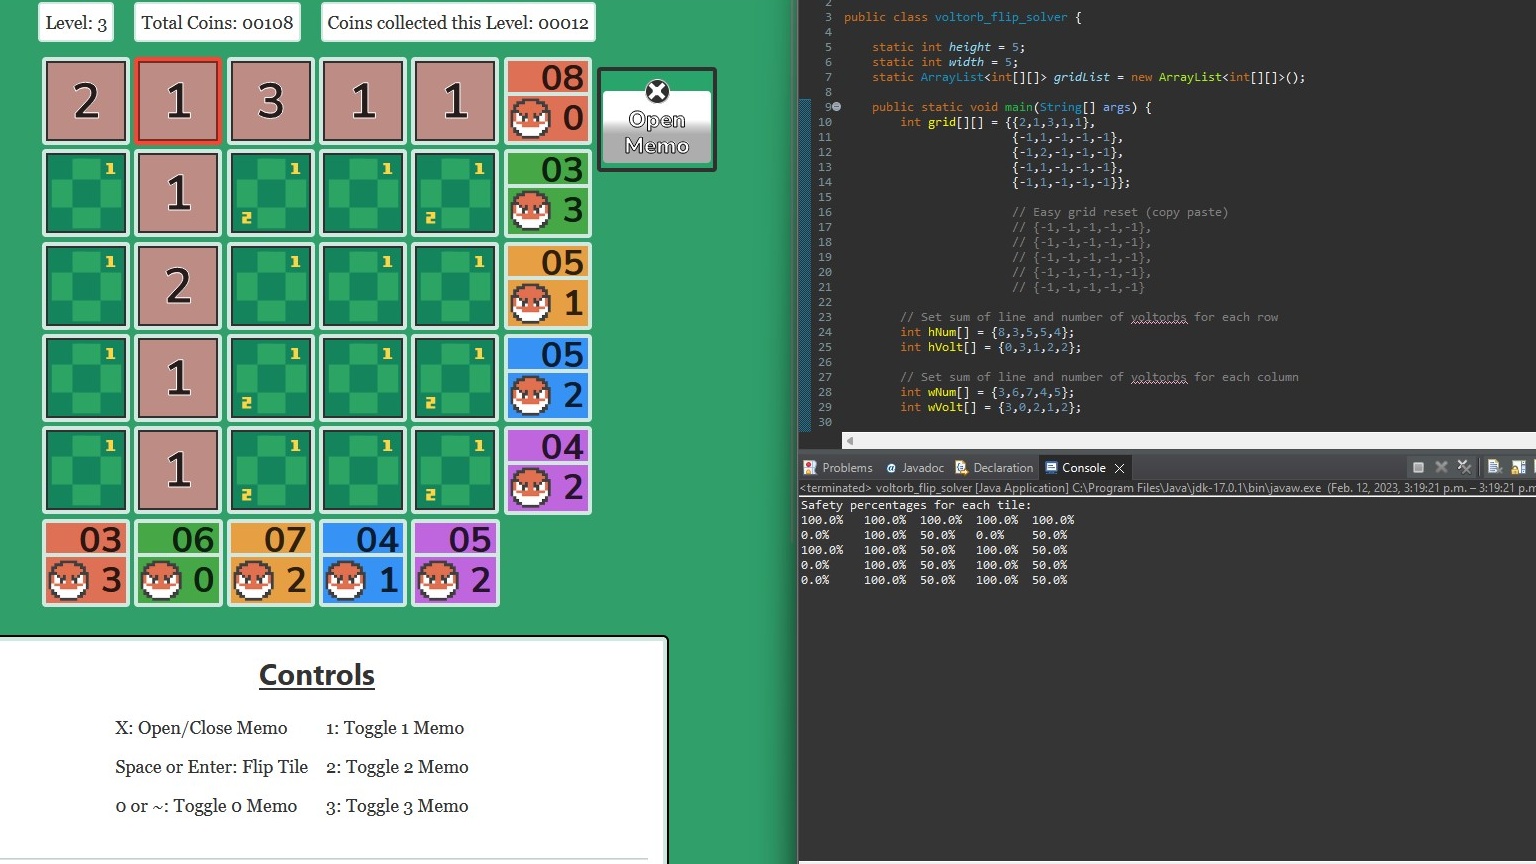 Level: 3
Total Coins: 00108
Coins collected this Level: 00012
2 1 3 1 1 08 0
Open
Memo
1 1 1 2 1 1 2 03 3
1 2 1 1 1 05 1
1 1 1 2 1 1 2 05 2
1 1 1 2 1 1 2 04 2
03 06 07 04 05
3 0 2 1 2
Controls
X: Open/Close Memo 1: Toggle 1 Memo
Space or Enter: Flip Tile 2: Toggle 2 Memo
0 or ~: Toggle 0 Memo 3: Toggle 3 Memo
2
3 public class voltorb_flip_solver {
4
5 static int height = 5;
6 static int width = 5;
7 static ArrayList<int[][]> gridList = new ArrayList<int[][]>();
8
9 public static void main(String[] args) {
10 int grid[][] = {{2,1,3,1,1},
11 {-1,1,-1,-1,-1},
12 {-1,2,-1,-1,-1},
13 {-1,1,-1,-1,-1},
14 {-1,1,-1,-1,-1}};
15
16 // Easy grid reset (copy paste)
17 // {-1,-1,-1,-1,-1},
18 // {-1,-1,-1,-1,-1},
19 // {-1,-1,-1,-1,-1},
20 // {-1,-1,-1,-1,-1},
21 // {-1,-1,-1,-1,-1}
22
23 // Set sum of line and number of voltorbs for each row
24 int hNum[] = {8,3,5,5,4};
25 int hVolt[] = {0,3,1,2,2};
26
27 // Set sum of line and number of voltorbs for each column
28 int wNum[] = {3,6,7,4,5};
29 int wVolt[] = {3,0,2,1,2};
30
Problems @ Javadoc Declaration Console
<terminated> voltorb_flip_solver [Java Application] C:\Program Files\Java\jdk-17.0.1\bin\javaw.exe (Feb. 12, 2023, 3:19:21 p.m. – 3:19:21 p.m
Safety percentages for each tile:
100.0% 100.0% 100.0% 100.0% 100.0%
0.0% 100.0% 50.0% 0.0% 50.0%
100.0% 100.0% 50.0% 100.0% 50.0%
0.0% 100.0% 50.0% 100.0% 50.0%
0.0% 100.0% 50.0% 100.0% 50.0%